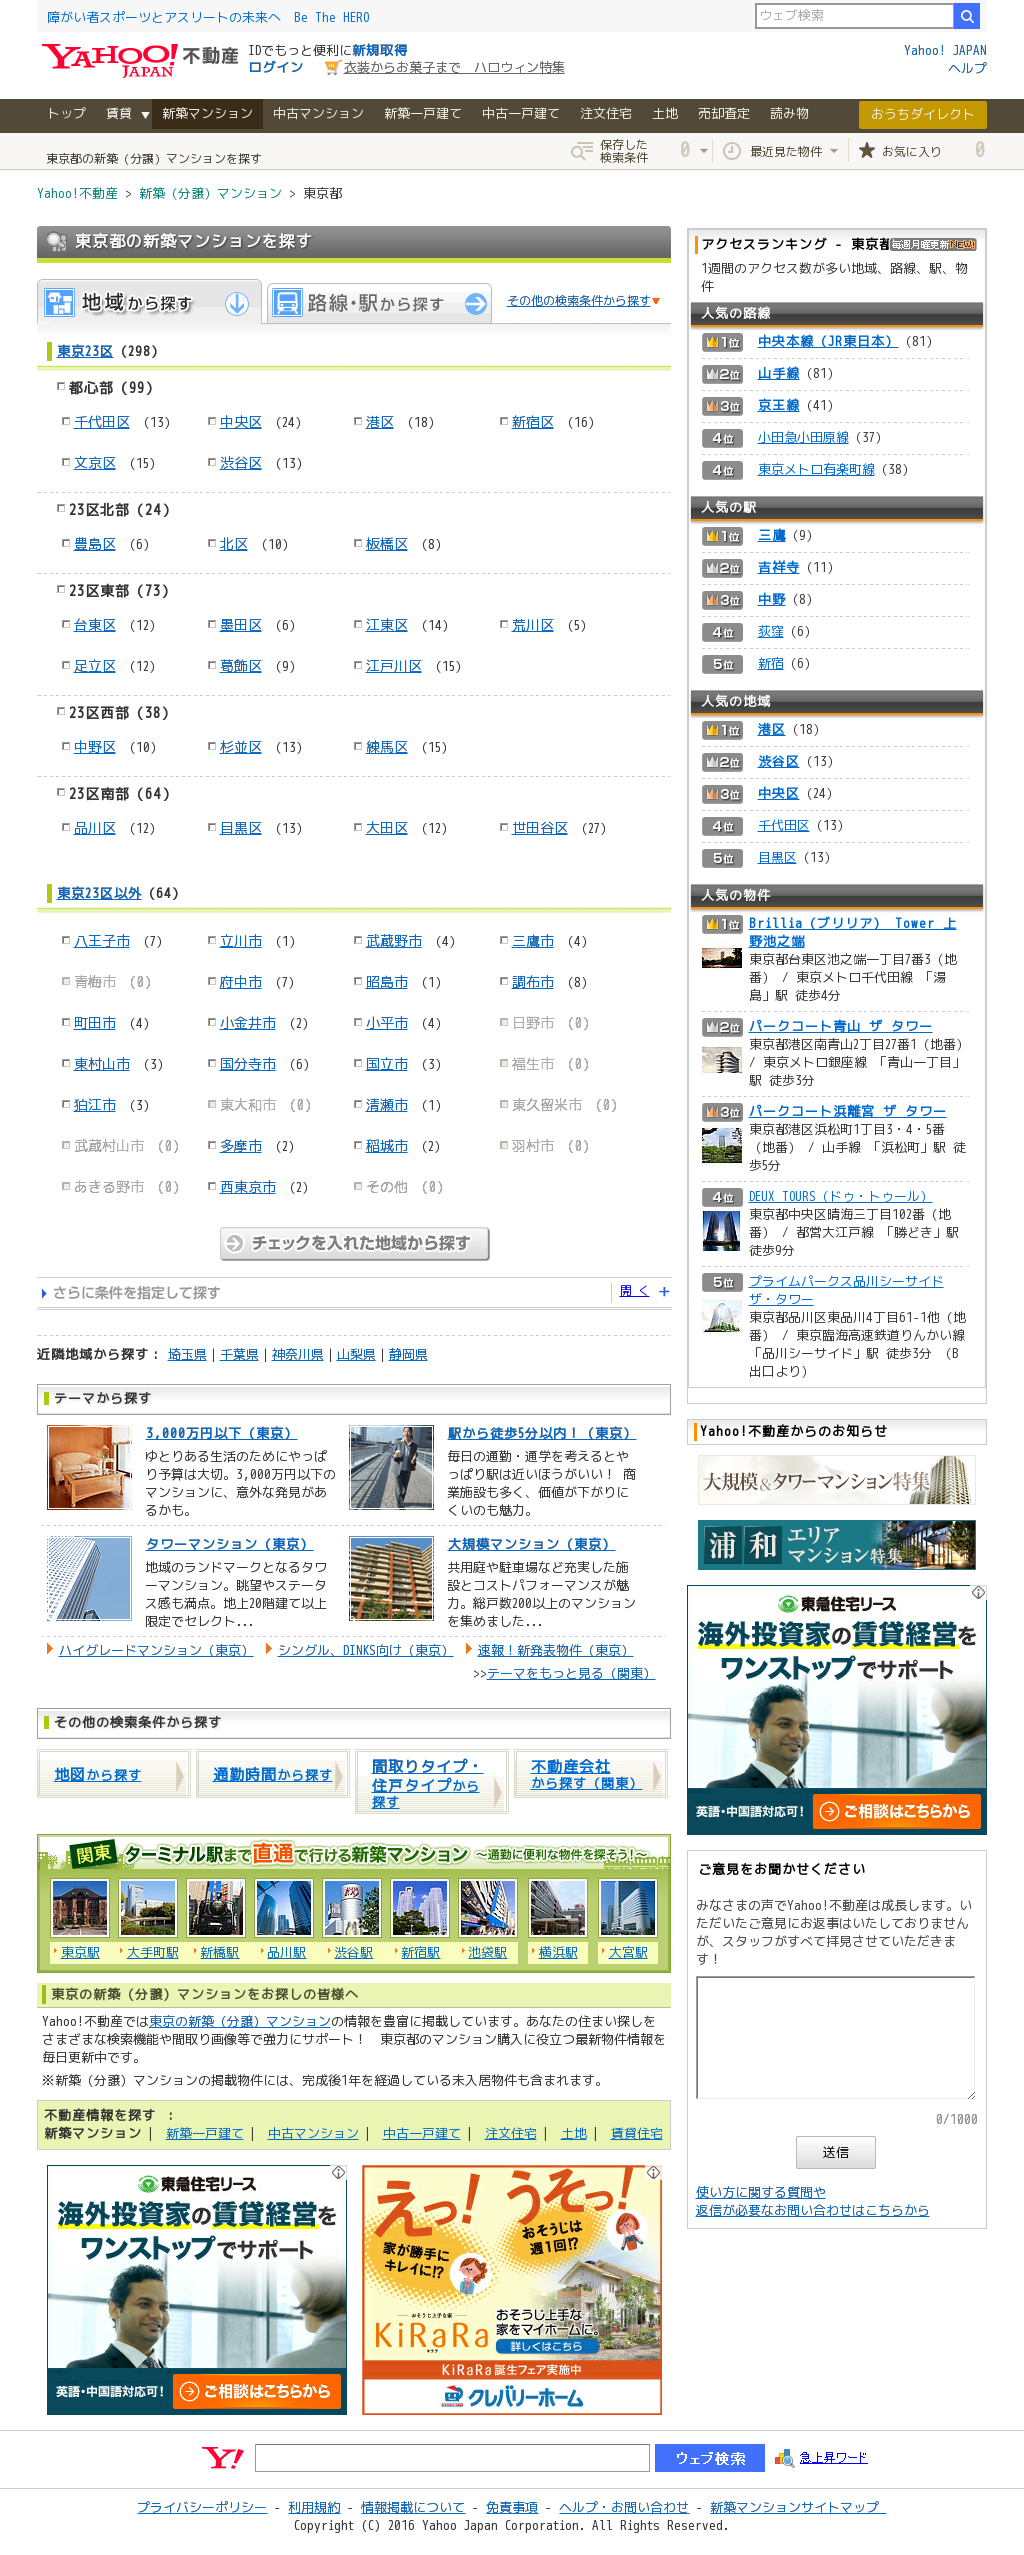 障がい者スポーツとアスリートの未来へ　Be The HERO
ウェブ検索
YAHOO! JAPAN 不動産
IDでもっと便利に新規取得
ログイン
衣装からお菓子まで　ハロウィン特集
Yahoo! JAPAN
ヘルプ
トップ 賃貸 ▼ 新築マンション 中古マンション 新築一戸建て 中古一戸建て 注文住宅 土地 売却査定 読み物 おうちダイレクト
東京都の新築（分譲）マンションを探す
保存した
検索条件 0
最近見た物件
お気に入り 0
Yahoo!不動産 > 新築（分譲）マンション > 東京都
東京都の新築マンションを探す
地域から探す
路線・駅から探す
その他の検索条件から探す
東京23区（298）
都心部（99）
千代田区 （13） 中央区 （24） 港区 （18） 新宿区 （16）
文京区 （15） 渋谷区 （13）
23区北部（24）
豊島区 （6） 北区 （10） 板橋区 （8）
23区東部（73）
台東区 （12） 墨田区 （6） 江東区 （14） 荒川区 （5）
足立区 （12） 葛飾区 （9） 江戸川区 （15）
23区西部（38）
中野区 （10） 杉並区 （13） 練馬区 （15）
23区南部（64）
品川区 （12） 目黒区 （13） 大田区 （12） 世田谷区 （27）
東京23区以外（64）
八王子市 （7） 立川市 （1） 武蔵野市 （4） 三鷹市 （4）
青梅市 （0） 府中市 （7） 昭島市 （1） 調布市 （8）
町田市 （4） 小金井市 （2） 小平市 （4） 日野市 （0）
東村山市 （3） 国分寺市 （6） 国立市 （3） 福生市 （0）
狛江市 （3） 東大和市 （0） 清瀬市 （1） 東久留米市 （0）
武蔵村山市 （0） 多摩市 （2） 稲城市 （2） 羽村市 （0）
あきる野市 （0） 西東京市 （2） その他 （0）
チェックを入れた地域から探す
さらに条件を指定して探す
開く
近隣地域から探す： 埼玉県｜千葉県｜神奈川県｜山梨県｜静岡県
テーマから探す
3,000万円以下（東京）
ゆとりある生活のためにやっぱ
り予算は大切。3,000万円以下の
マンションに、意外な発見があ
るかも。
駅から徒歩5分以内！（東京）
毎日の通勤・通学を考えるとや
っぱり駅は近いほうがいい！ 商
業施設も多く、価値が下がりに
くいのも魅力。
タワーマンション（東京）
地域のランドマークとなるタワ
ーマンション。眺望やステータ
ス感も満点。地上20階建て以上
限定でセレクト...
大規模マンション（東京）
共用庭や駐車場など充実した施
設とコストパフォーマンスが魅
力。総戸数200以上のマンション
を集めました...
ハイグレードマンション（東京） シングル、DINKS向け（東京） 速報！新発表物件（東京）
>>テーマをもっと見る（関東）
その他の検索条件から探す
地図から探す
通勤時間から探す
間取りタイプ・
住戸タイプから
探す
不動産会社
から探す（関東）
関東 ターミナル駅まで直通で行ける新築マンション ～通勤に便利な物件を探そう！～
東京駅 大手町駅 新橋駅 品川駅 渋谷駅 新宿駅 池袋駅 横浜駅 大宮駅
東京の新築（分譲）マンションをお探しの皆様へ
Yahoo!不動産では東京の新築（分譲）マンションの情報を豊富に掲載しています。あなたの住まい探しを
さまざまな検索機能や間取り画像等で強力にサポート！　東京都のマンション購入に役立つ最新物件情報を
毎日更新中です。
※新築（分譲）マンションの掲載物件には、完成後1年を経過している未入居物件も含まれます。
不動産情報を探す ：
新築マンション｜ 新築一戸建て｜ 中古マンション｜ 中古一戸建て｜ 注文住宅｜ 土地｜ 賃貸住宅
東急住宅リース
海外投資家の賃貸経営を
ワンストップでサポート
英語・中国語対応可！
ご相談はこちらから
えっ！ うそっ！
家が勝手に
キレイに!?
おそうじは
週1回!?
おそうじ上手な家
KiRaRa
キララ
おそうじ上手な
家をマイホームに。
詳しくはこちら
KiRaRa誕生フェア実施中
クレバリーホーム
アクセスランキング - 東京都
毎週月曜更新NEW!
1週間のアクセス数が多い地域、路線、駅、物
件
人気の路線
1位 中央本線（JR東日本）（81）
2位 山手線（81）
3位 京王線（41）
4位 小田急小田原線（37）
4位 東京メトロ有楽町線（38）
人気の駅
1位 三鷹（9）
2位 吉祥寺（11）
3位 中野（8）
4位 荻窪（6）
5位 新宿（6）
人気の地域
1位 港区（18）
2位 渋谷区（13）
3位 中央区（24）
4位 千代田区（13）
5位 目黒区（13）
人気の物件
1位 Brillia（ブリリア） Tower 上
野池之端
東京都台東区池之端一丁目7番3（地
番） / 東京メトロ千代田線 「湯
島」駅 徒歩4分
2位 パークコート青山 ザ タワー
東京都港区南青山2丁目27番1（地番）
/ 東京メトロ銀座線 「青山一丁目」
駅 徒歩3分
3位 パークコート浜離宮 ザ タワー
東京都港区浜松町1丁目3・4・5番
（地番） / 山手線 「浜松町」駅 徒
歩5分
4位 DEUX TOURS（ドゥ・トゥール）
東京都中央区晴海三丁目102番（地
番） / 都営大江戸線 「勝どき」駅
徒歩9分
5位 プライムパークス品川シーサイド
ザ・タワー
東京都品川区東品川4丁目61-1他（地
番） / 東京臨海高速鉄道りんかい線
「品川シーサイド」駅 徒歩3分 （B
出口より）
Yahoo!不動産からのお知らせ
大規模&タワーマンション特集
浦和エリア
マンション特集
東急住宅リース
海外投資家の賃貸経営を
ワンストップでサポート
英語・中国語対応可！
ご相談はこちらから
ご意見をお聞かせください
みなさまの声でYahoo!不動産は成長します。い
ただいたご意見にお返事はいたしておりません
が、スタッフがすべて拝見させていただきま
す！
0/1000
送信
使い方に関する質問や
返信が必要なお問い合わせはこちらから
Y! ウェブ検索 急上昇ワード
プライバシーポリシー - 利用規約 - 情報掲載について - 免責事項 - ヘルプ・お問い合わせ - 新築マンションサイトマップ
Copyright (C) 2016 Yahoo Japan Corporation. All Rights Reserved.